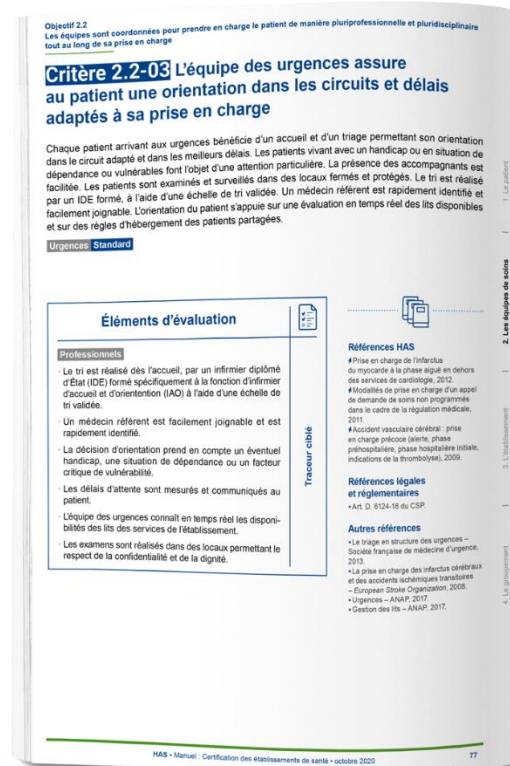 Objectif 2.2
Les équipes sont coordonnées pour prendre en charge le patient de manière pluriprofessionnelle et pluridisciplinaire
tout au long de sa prise en charge
Critère 2.2-03 L'équipe des urgences assure
au patient une orientation dans les circuits et délais
adaptés à sa prise en charge
Chaque patient arrivant aux urgences bénéficie d'un accueil et d'un triage permettant son orientation
dans le circuit adapté et dans les meilleurs délais. Les patients vivant avec un handicap ou en situation de
dépendance ou vulnérables font l'objet d'une attention particulière. La présence des accompagnants est
facilitée. Les patients sont examinés et surveillés dans des locaux fermés et protégés. Le tri est réalisé
par un IDE formé, à l'aide d'une échelle de tri validée. Un médecin référent est rapidement identifié et
facilement joignable. L'orientation du patient s'appuie sur une évaluation en temps réel des lits disponibles
et sur des règles d'hébergement des patients partagées.
Urgences Standard
Éléments d'évaluation
Professionnels
Le tri est réalisé dès l'accueil, par un infirmier diplômé
d'État (IDE) formé spécifiquement à la fonction d'infirmier
d'accueil et d'orientention (IAO) à l'aide d'une échelle de
tri validée.
Un médecin référent est facilement joignable et est
rapidement identifié.
La décision d'orientation prend en compte un éventuel
handicap, une situation de dépendance ou un facteur
critique de vulnérabilité.
Les délais d'attente sont mesurés et communiqués au
patient.
L'équipe des urgences connaît en temps réel les disponi-
bilités des lits des services de l'établissement.
Les examens sont réalisés dans des locaux permettant le
respect de la confidentialité et de la dignité.
Traceur ciblé
Références HAS
Prise en charge de l'infarctus
du myocarde à la phase aiguë en dehors
des services de cardiologie, 2012.
Modalités de prise en charge d'un appel
de demande de soins non programmés
dans le cadre de la régulation médicale,
2011.
Accident vasculaire cérébral : prise
en charge précoce (alerte, phase
préhospitalière, phase hospitalière initiale,
indications de la thrombolyse), 2009.
Références légales
et réglementaires
• Art. D. 6124-18 du CSP.
Autres références
• Le triage en structure des urgences –
Société française de médecine d'urgence,
2013.
• La prise en charge des infarctus cérébraux
et des accidents ischémiques transitoires
– European Stroke Organization, 2008.
• Urgences – ANAP, 2017.
• Gestion des lits – ANAP, 2017.
1. Le patient
2. Les équipes de soins
3. L'établissement
4. Le groupement
HAS • Manuel : Certification des établissements de santé • octobre 2020
77